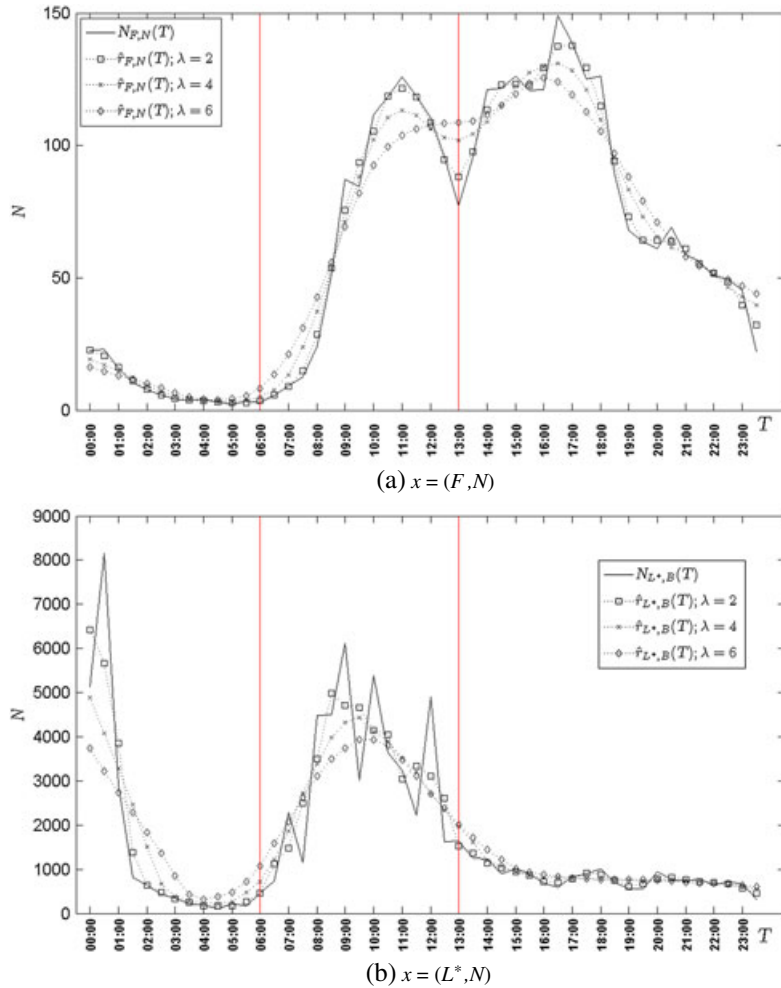 150
N_{F,N}(T)
r̂_{F,N}(T); λ = 2
r̂_{F,N}(T); λ = 4
r̂_{F,N}(T); λ = 6
100
N
50
0
00:00 01:00 02:00 03:00 04:00 05:00 06:00 07:00 08:00 09:00 10:00 11:00 12:00 13:00 14:00 15:00 16:00 17:00 18:00 19:00 20:00 21:00 22:00 23:00 T
(a) x = (F,N)
9000
8000
N_{L*,B}(T)
r̂_{L*,B}(T); λ = 2
r̂_{L*,B}(T); λ = 4
r̂_{L*,B}(T); λ = 6
7000
6000
5000
N
4000
3000
2000
1000
0
00:00 01:00 02:00 03:00 04:00 05:00 06:00 07:00 08:00 09:00 10:00 11:00 12:00 13:00 14:00 15:00 16:00 17:00 18:00 19:00 20:00 21:00 22:00 23:00 T
(b) x = (L*,N)